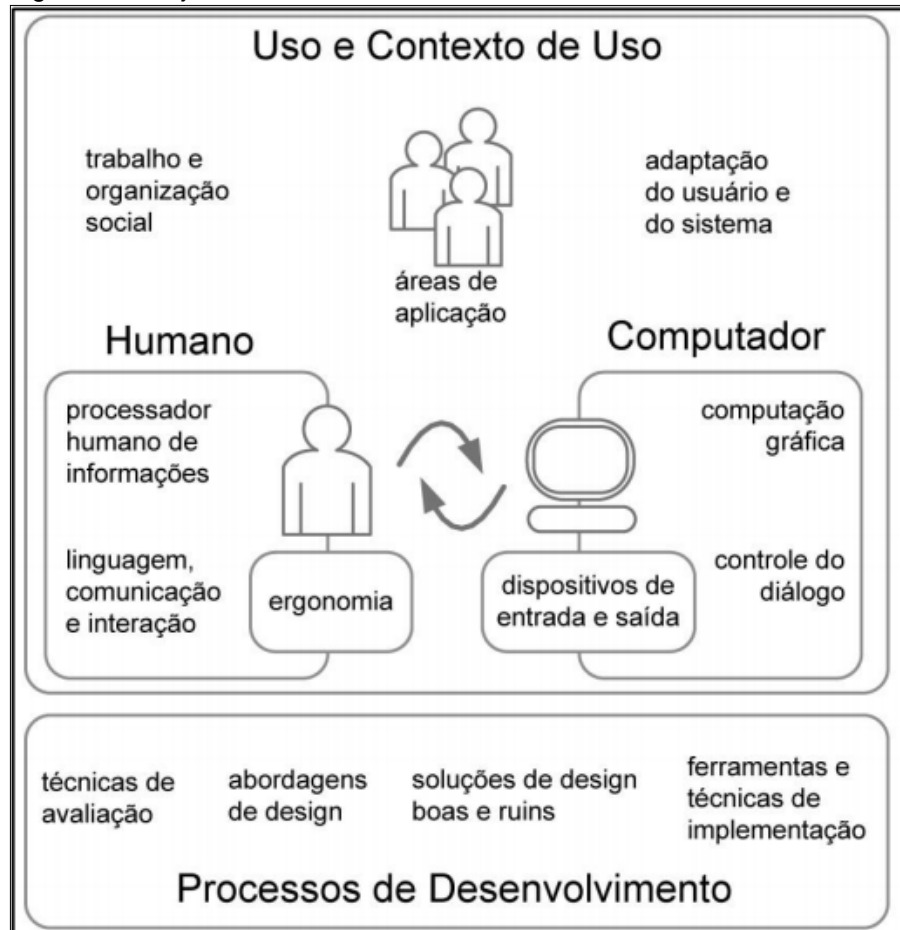 Uso e Contexto de Uso
trabalho e
organização
social
áreas de
aplicação
adaptação
do usuário e
do sistema
Humano
processador
humano de
informações
linguagem,
comunicação
e interação
ergonomia
Computador
computação
gráfica
controle do
diálogo
dispositivos de
entrada e saída
técnicas de
avaliação
abordagens
de design
soluções de design
boas e ruins
ferramentas e
técnicas de
implementação
Processos de Desenvolvimento